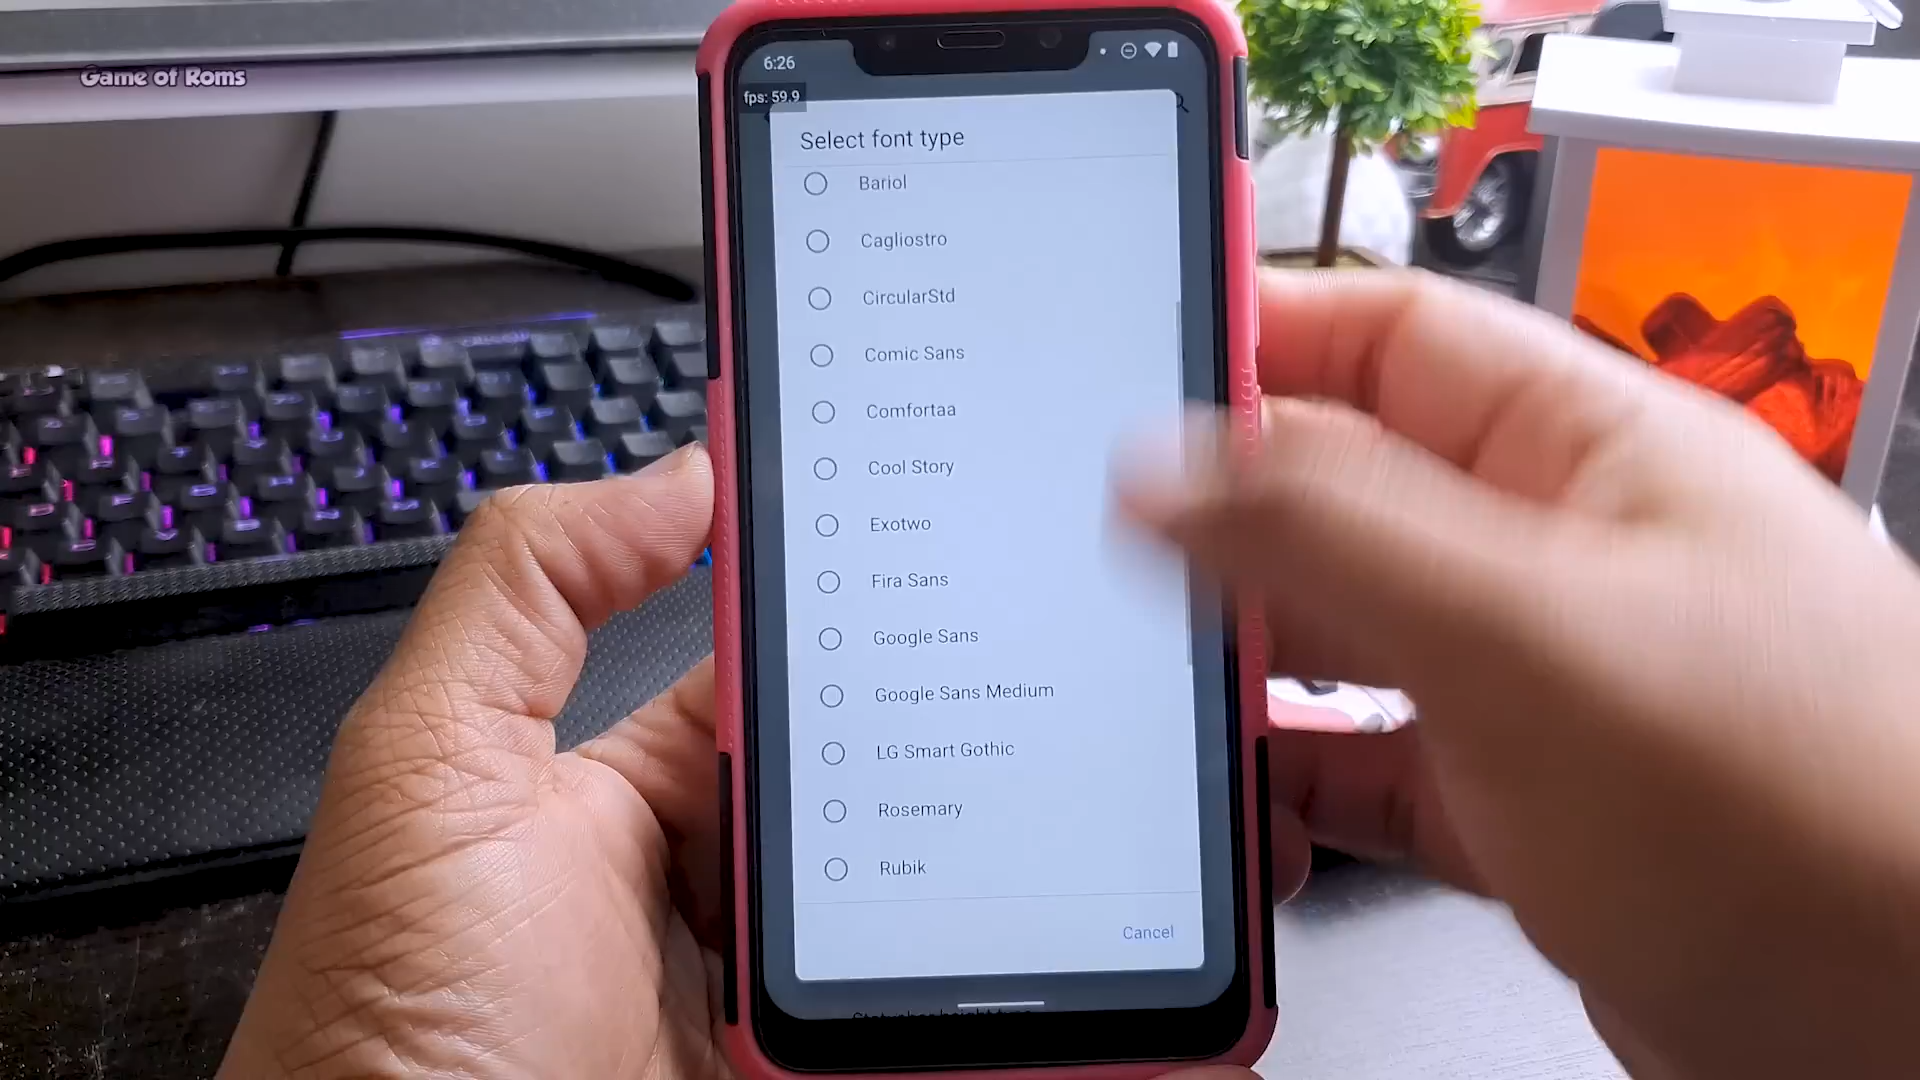 Game of Roms
6:26
fps: 59.9
Select font type
Bariol
Cagliostro
CircularStd
Comic Sans
Comfortaa
Cool Story
Exotwo
Fira Sans
Google Sans
Google Sans Medium
LG Smart Gothic
Rosemary
Rubik
Cancel